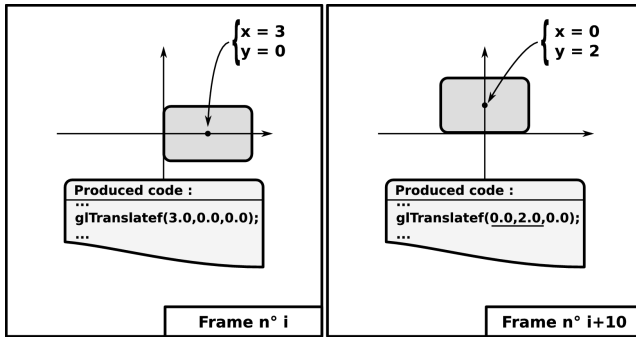 x = 3
y = 0
Produced code :
...
glTranslatef(3.0,0.0,0.0);
...
Frame n° i
x = 0
y = 2
Produced code :
...
glTranslatef(0.0,2.0,0.0);
...
Frame n° i+10